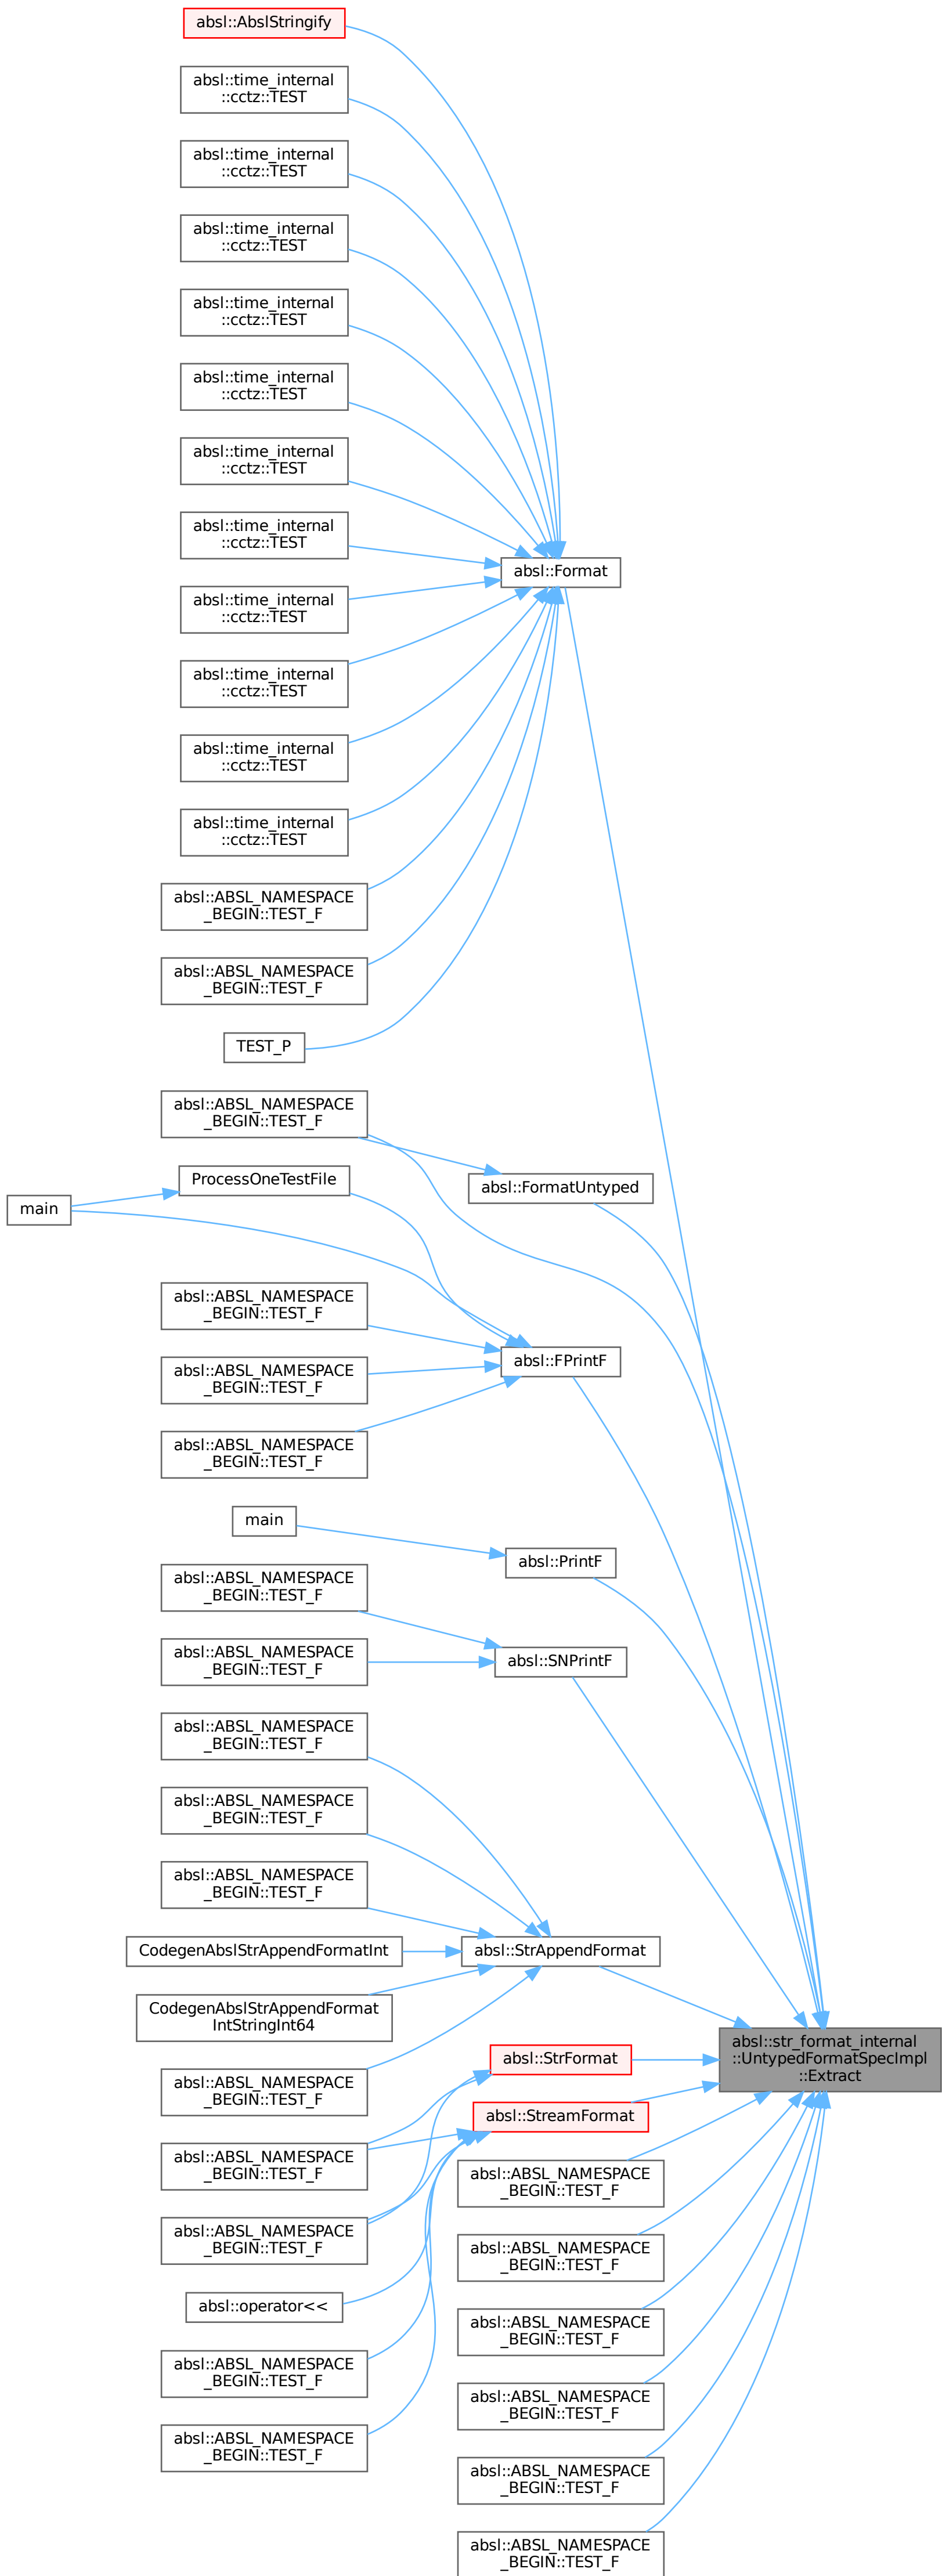 absl::AbslStringify
absl::time_internal
::cctz::TEST
absl::time_internal
::cctz::TEST
absl::time_internal
::cctz::TEST
absl::time_internal
::cctz::TEST
absl::time_internal
::cctz::TEST
absl::time_internal
::cctz::TEST
absl::time_internal
::cctz::TEST
absl::Format
absl::time_internal
::cctz::TEST
absl::time_internal
::cctz::TEST
absl::time_internal
::cctz::TEST
absl::time_internal
::cctz::TEST
absl::ABSL_NAMESPACE
_BEGIN::TEST_F
absl::ABSL_NAMESPACE
_BEGIN::TEST_F
TEST_P
absl::ABSL_NAMESPACE
_BEGIN::TEST_F
ProcessOneTestFile
absl::FormatUntyped
main
absl::ABSL_NAMESPACE
_BEGIN::TEST_F
absl::FPrintF
absl::ABSL_NAMESPACE
_BEGIN::TEST_F
absl::ABSL_NAMESPACE
_BEGIN::TEST_F
main
absl::PrintF
absl::ABSL_NAMESPACE
_BEGIN::TEST_F
absl::SNPrintF
absl::ABSL_NAMESPACE
_BEGIN::TEST_F
absl::ABSL_NAMESPACE
_BEGIN::TEST_F
absl::ABSL_NAMESPACE
_BEGIN::TEST_F
absl::ABSL_NAMESPACE
_BEGIN::TEST_F
CodegenAbslStrAppendFormatInt
absl::StrAppendFormat
CodegenAbslStrAppendFormat
IntStringInt64
absl::str_format_internal
::UntypedFormatSpecImpl
::Extract
absl::StrFormat
absl::ABSL_NAMESPACE
_BEGIN::TEST_F
absl::StreamFormat
absl::ABSL_NAMESPACE
_BEGIN::TEST_F
absl::ABSL_NAMESPACE
_BEGIN::TEST_F
absl::ABSL_NAMESPACE
_BEGIN::TEST_F
absl::ABSL_NAMESPACE
_BEGIN::TEST_F
absl::operator<<
absl::ABSL_NAMESPACE
_BEGIN::TEST_F
absl::ABSL_NAMESPACE
_BEGIN::TEST_F
absl::ABSL_NAMESPACE
_BEGIN::TEST_F
absl::ABSL_NAMESPACE
_BEGIN::TEST_F
absl::ABSL_NAMESPACE
_BEGIN::TEST_F
absl::ABSL_NAMESPACE
_BEGIN::TEST_F